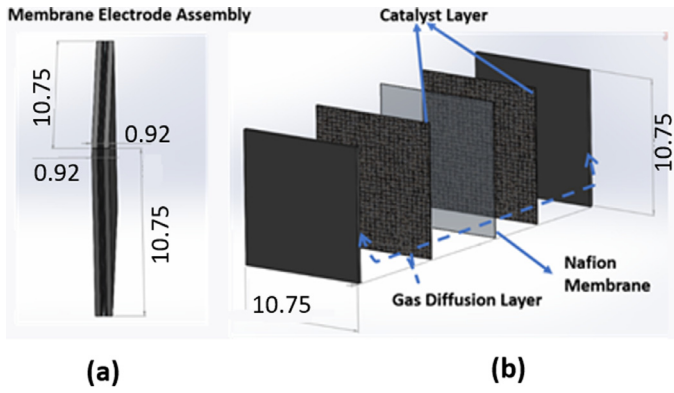 Membrane Electrode Assembly
10.75
0.92
0.92
10.75
(a)
Catalyst Layer
10.75
Nafion
Membrane
Gas Diffusion Layer
10.75
(b)